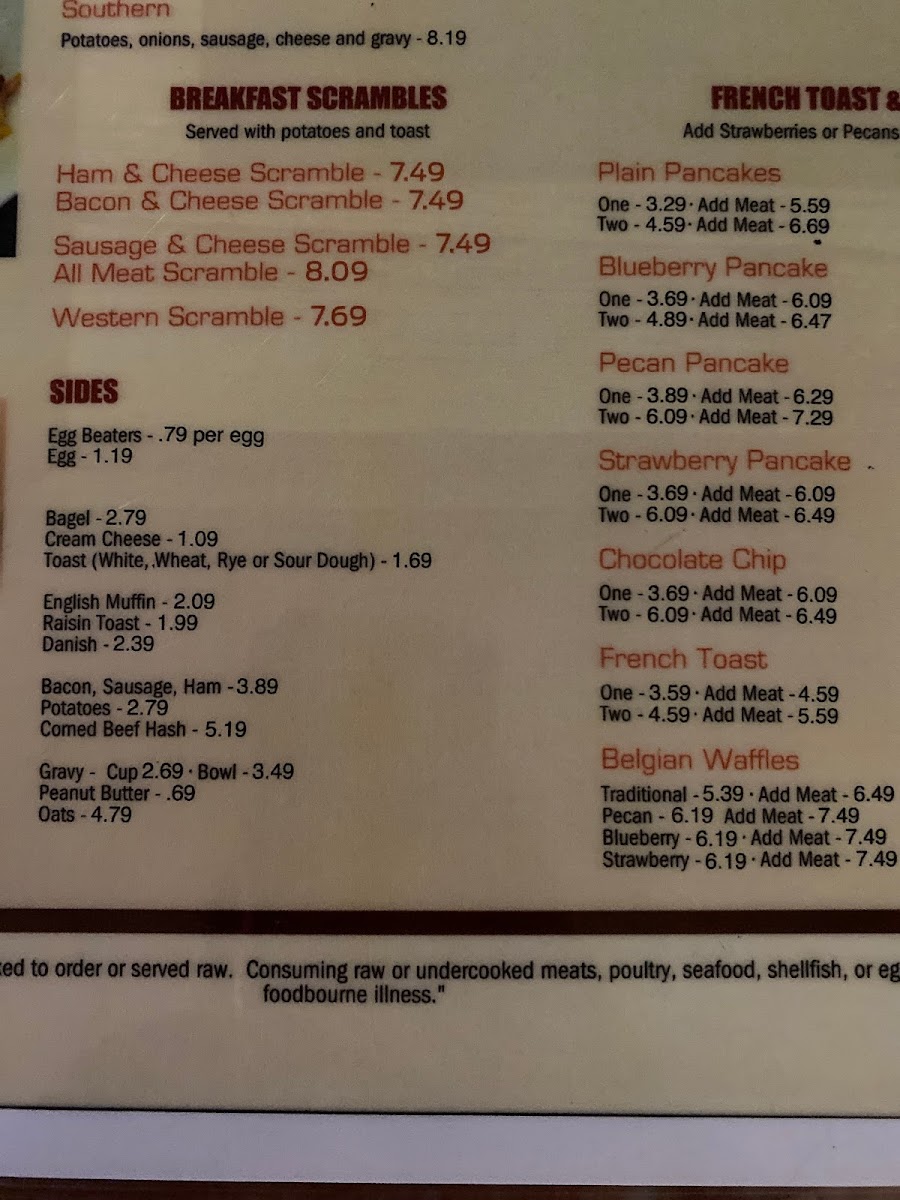 Southern
Potatoes, onions, sausage, cheese and gravy - 8.19
BREAKFAST SCRAMBLES
Served with potatoes and toast
Ham & Cheese Scramble - 7.49
Bacon & Cheese Scramble - 7.49
Sausage & Cheese Scramble - 7.49
All Meat Scramble - 8.09
Western Scramble - 7.69
SIDES
Egg Beaters - .79 per egg
Egg - 1.19
Bagel - 2.79
Cream Cheese - 1.09
Toast (White, Wheat, Rye or Sour Dough) - 1.69
English Muffin - 2.09
Raisin Toast - 1.99
Danish - 2.39
Bacon, Sausage, Ham - 3.89
Potatoes - 2.79
Corned Beef Hash - 5.19
Gravy - Cup 2.69 · Bowl - 3.49
Peanut Butter - .69
Oats - 4.79
FRENCH TOAST &
Add Strawberries or Pecans
Plain Pancakes
One - 3.29 · Add Meat - 5.59
Two - 4.59 · Add Meat - 6.69
Blueberry Pancake
One - 3.69 · Add Meat - 6.09
Two - 4.89 · Add Meat - 6.47
Pecan Pancake
One - 3.89 · Add Meat - 6.29
Two - 6.09 · Add Meat - 7.29
Strawberry Pancake
One - 3.69 · Add Meat - 6.09
Two - 6.09 · Add Meat - 6.49
Chocolate Chip
One - 3.69 · Add Meat - 6.09
Two - 6.09 · Add Meat - 6.49
French Toast
One - 3.59 · Add Meat - 4.59
Two - 4.59 · Add Meat - 5.59
Belgian Waffles
Traditional - 5.39 · Add Meat - 6.49
Pecan - 6.19 Add Meat - 7.49
Blueberry - 6.19 · Add Meat - 7.49
Strawberry - 6.19 · Add Meat - 7.49
to order or served raw. Consuming raw or undercooked meats, poultry, seafood, shellfish, or
foodbourne illness."